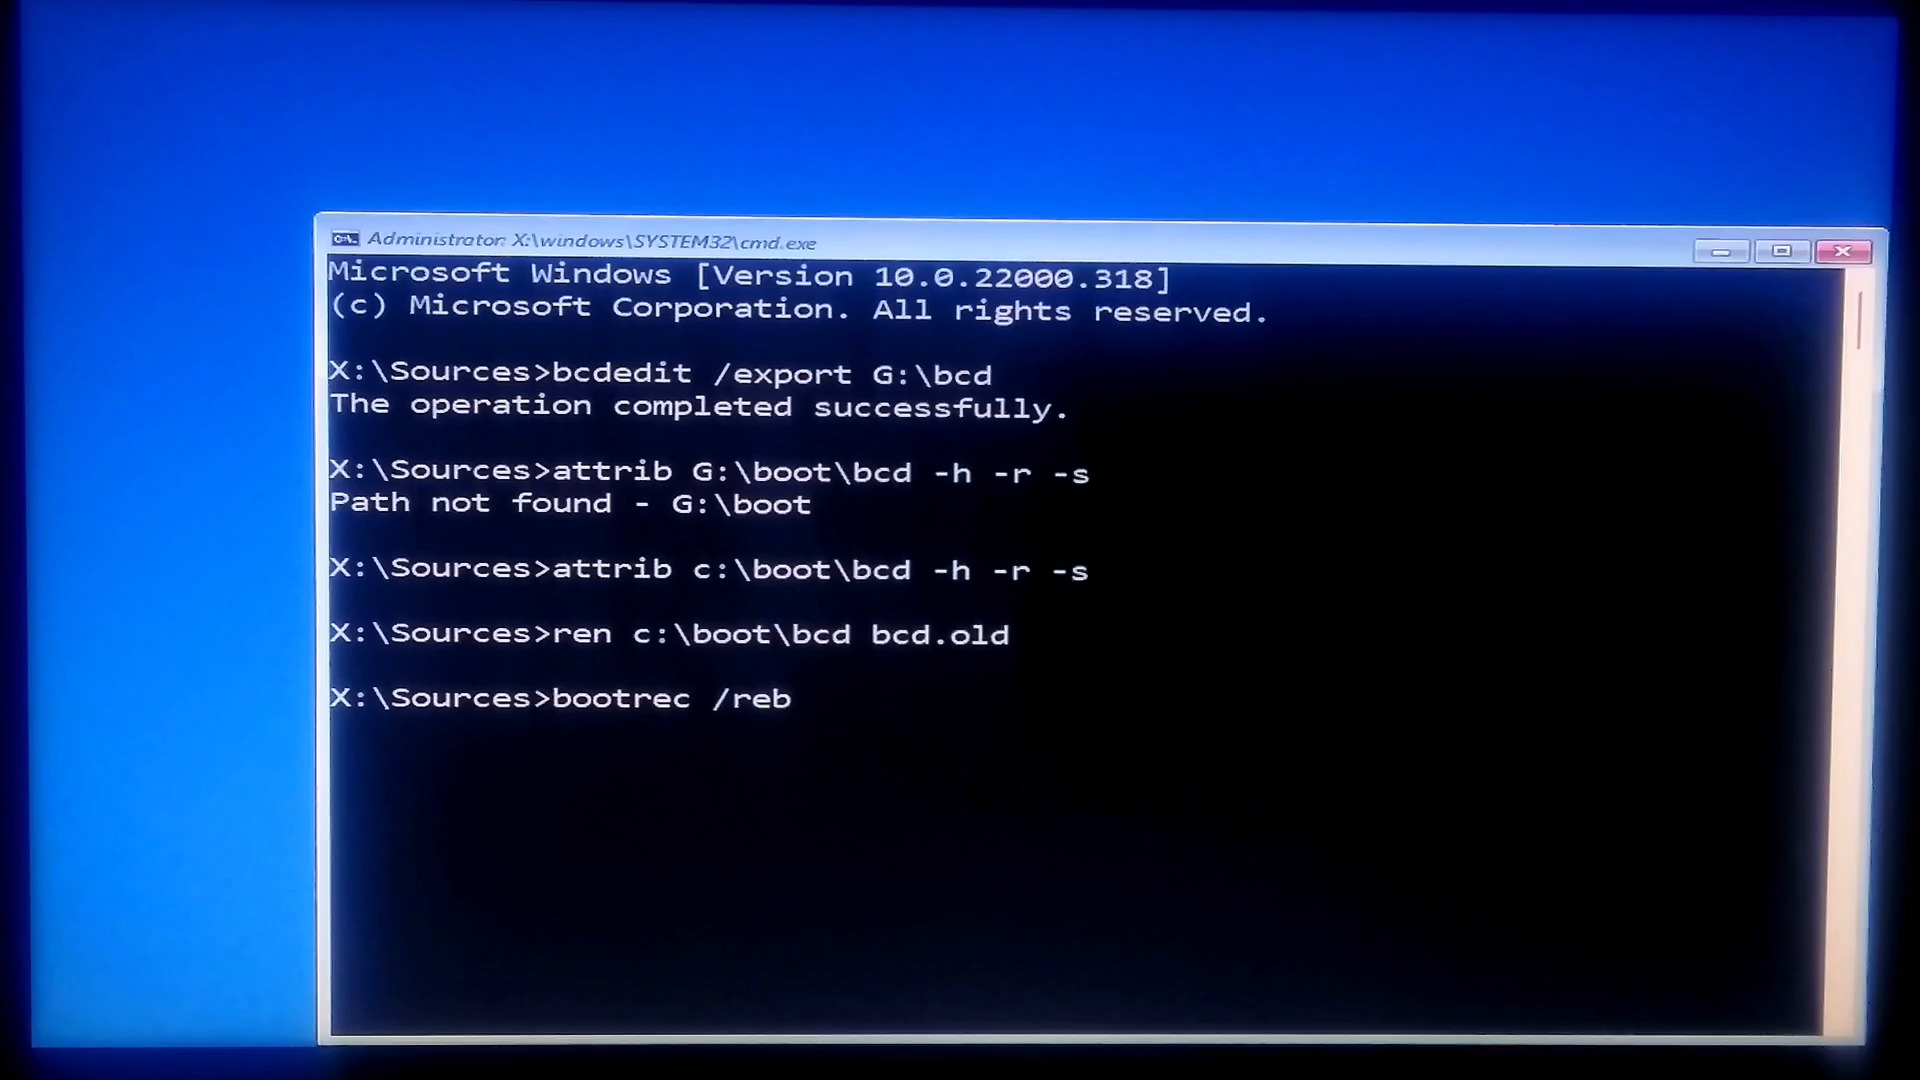 Administrator: X:\windows\SYSTEM32\cmd.exe
Microsoft Windows [Version 10.0.22000.318]
(c) Microsoft Corporation. All rights reserved.
X:\Sources>bcdedit /export G:\bcd
The operation completed successfully.
X:\Sources>attrib G:\boot\bcd -h -r -s
Path not found - G:\boot
X:\Sources>attrib c:\boot\bcd -h -r -s
X:\Sources>ren c:\boot\bcd bcd.old
X:\Sources>bootrec /reb